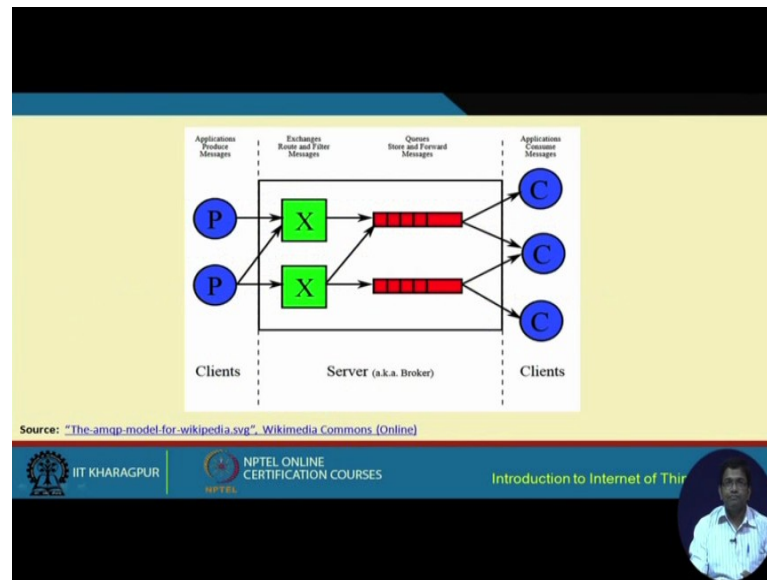 Applications
Produce
Messages
Exchanges
Route and Filter
Messages
Queues
Store and Forward
Messages
Applications
Consume
Messages
P
X
C
C
P
X
C
Clients
Server (a.k.a. Broker)
Clients
Source: "The-amqp-model-for-wikipedia.svg", Wikimedia Commons (Online)
IIT KHARAGPUR
NPTEL
NPTEL ONLINE
CERTIFICATION COURSES
Introduction to Internet of Thin